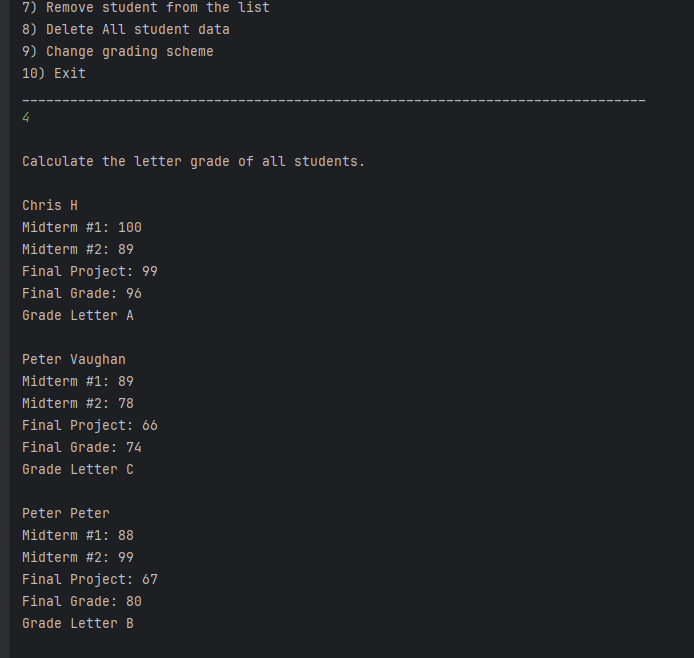 7) Remove student from the list
8) Delete All student data
9) Change grading scheme
10) Exit
______________________________________________________________________________
4
Calculate the letter grade of all students.
Chris H
Midterm #1: 100
Midterm #2: 89
Final Project: 99
Final Grade: 96
Grade Letter A
Peter Vaughan
Midterm #1: 89
Midterm #2: 78
Final Project: 66
Final Grade: 74
Grade Letter C
Peter Peter
Midterm #1: 88
Midterm #2: 99
Final Project: 67
Final Grade: 80
Grade Letter B